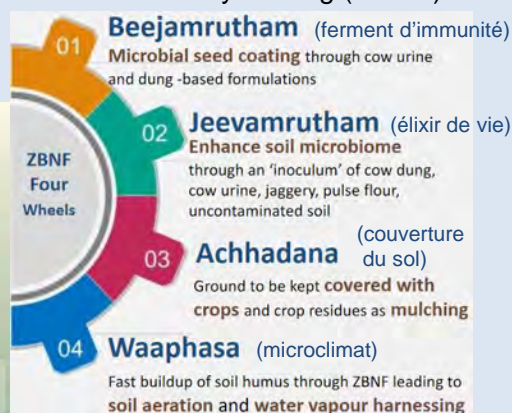 01
Beejamrutham (ferment d'immunité)
Microbial seed coating through cow urine
and dung -based formulations
ZBNF
Four
Wheels
02
Jeevamrutham (élixir de vie)
Enhance soil microbiome
through an 'inoculum' of cow dung,
cow urine, jaggery, pulse flour,
uncontaminated soil
03
Achhadana (couverture
du sol)
Ground to be kept covered with
crops and crop residues as mulching
04
Waaphasa (microclimat)
Fast buildup of soil humus through ZBNF leading to
soil aeration and water vapour harnessing